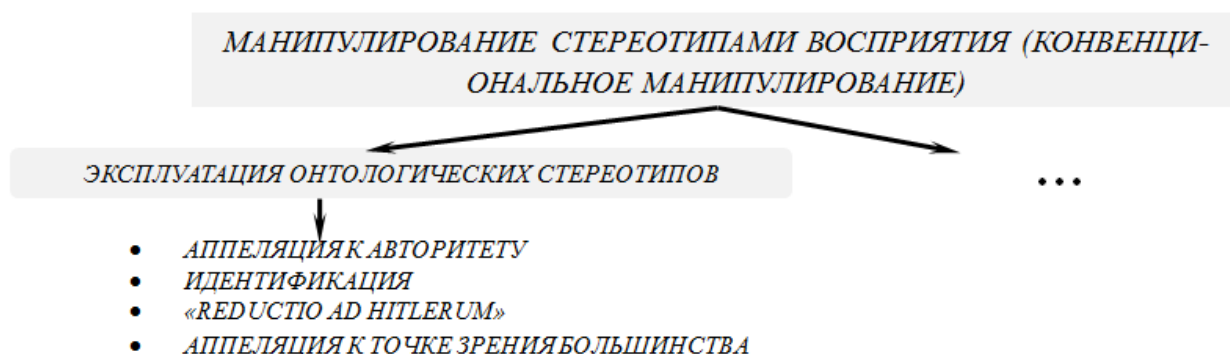 МАНИПУЛИРОВАНИЕ СТЕРЕОТИПАМИ ВОСПРИЯТИЯ (КОНВЕНЦИ-
ОНАЛЬНОЕ МАНИПУЛИРОВАНИЕ)
ЭКСПЛУАТАЦИЯ ОНТОЛОГИЧЕСКИХ СТЕРЕОТИПОВ
...
• АППЕЛЯЦИЯ К АВТОРИТЕТУ
• ИДЕНТИФИКАЦИЯ
• «REDUCTIO AD HITLERUM»
• АППЕЛЯЦИЯ К ТОЧКЕ ЗРЕНИЯ БОЛЬШИНСТВА